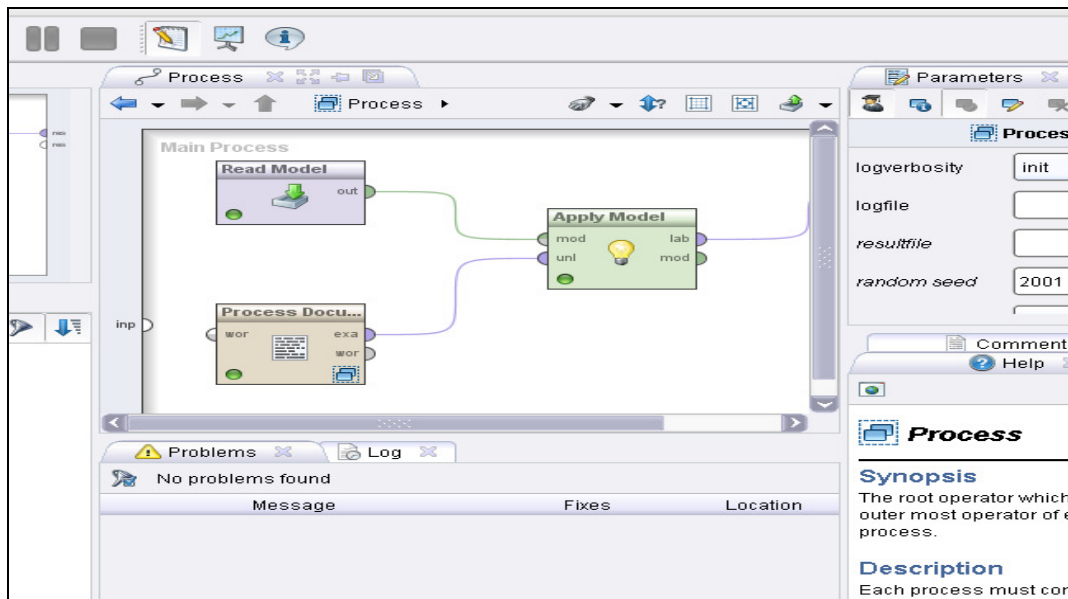 Process
Process
Main Process
Read Model
out
Apply Model
mod
lab
unl
mod
Process Docu...
inp
wor
exa
wor
Problems
Log
No problems found
Message Fixes Location
Parameters
Proces
logverbosity
init
logfile
resultfile
random seed
2001
Comment
Help
Process
Synopsis
The root operator which
outer most operator of e
process.
Description
Each process must con